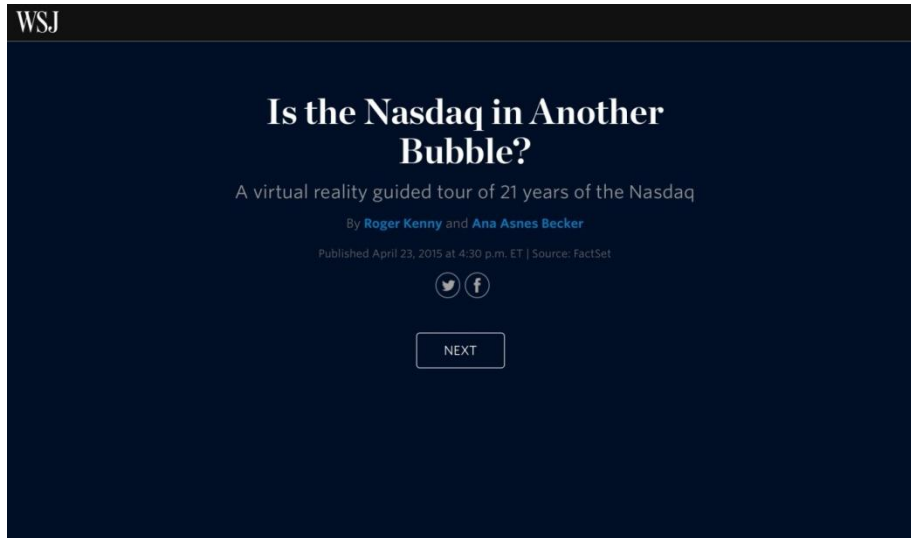 WSJ
Is the Nasdaq in Another
Bubble?
A virtual reality guided tour of 21 years of the Nasdaq
By Roger Kenny and Ana Asnes Becker
Published April 23, 2015 at 4:30 p.m. ET | Source: FactSet
NEXT